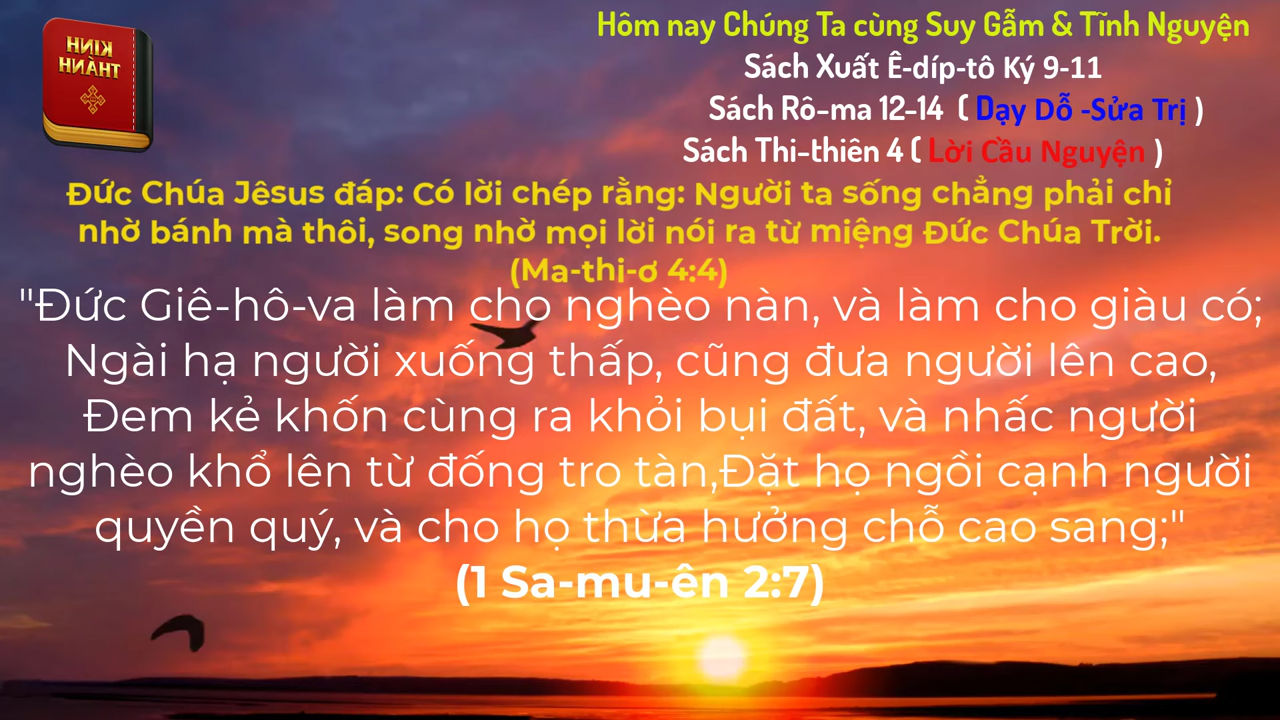 KINH
THÀNH
Hôm nay Chúng Ta cùng Suy Gẫm & Tĩnh Nguyện
Sách Xuất Ê-díp-tô Ký 9-11
Sách Rô-ma 12-14 ( Dạy Dỗ -Sửa Trị )
Sách Thi-thiên 4 ( Lời Cầu Nguyện )
Đức Chúa Jêsus đáp: Có lời chép rằng: Người ta sống chẳng phải chỉ
nhờ bánh mà thôi, song nhờ mọi lời nói ra từ miệng Đức Chúa Trời.
(Ma-thi-ơ 4:4)
"Đức Giê-hô-va làm cho nghèo nàn, và làm cho giàu có;
Ngài hạ người xuống thấp, cũng đưa người lên cao,
Đem kẻ khốn cùng ra khỏi bụi đất, và nhấc người
nghèo khổ lên từ đống tro tàn,Đặt họ ngồi cạnh người
quyền quý, và cho họ thừa hưởng chỗ cao sang;"
(1 Sa-mu-ên 2:7)